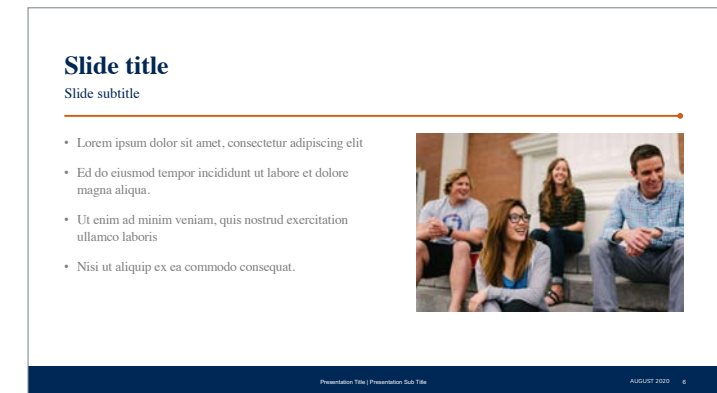 Slide title
Slide subtitle
• Lorem ipsum dolor sit amet, consectetur adipiscing elit
• Ed do eiusmod tempor incididunt ut labore et dolore
magna aliqua.
• Ut enim ad minim veniam, quis nostrud exercitation
ullamco laboris
• Nisi ut aliquip ex ea commodo consequat.
Presentation Title | Presentation Sub Title
AUGUST 2020 6